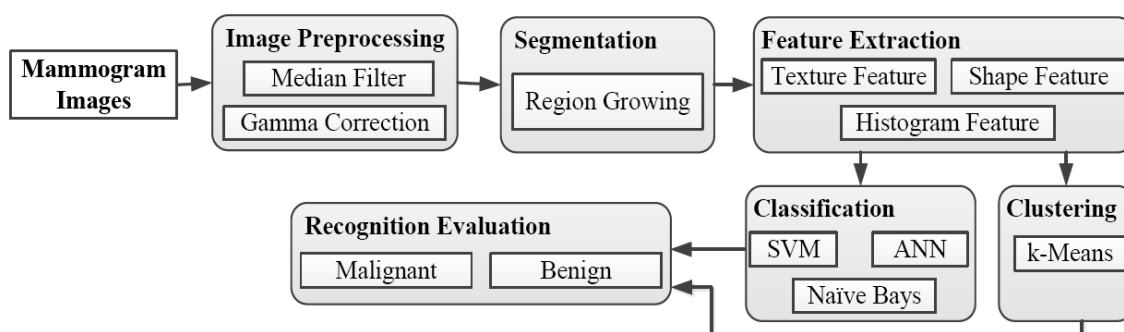 Mammogram
Images
Image Preprocessing
Median Filter
Gamma Correction
Segmentation
Region Growing
Feature Extraction
Texture Feature
Shape Feature
Histogram Feature
Classification
SVM
ANN
Naïve Bays
Clustering
k-Means
Recognition Evaluation
Malignant
Benign